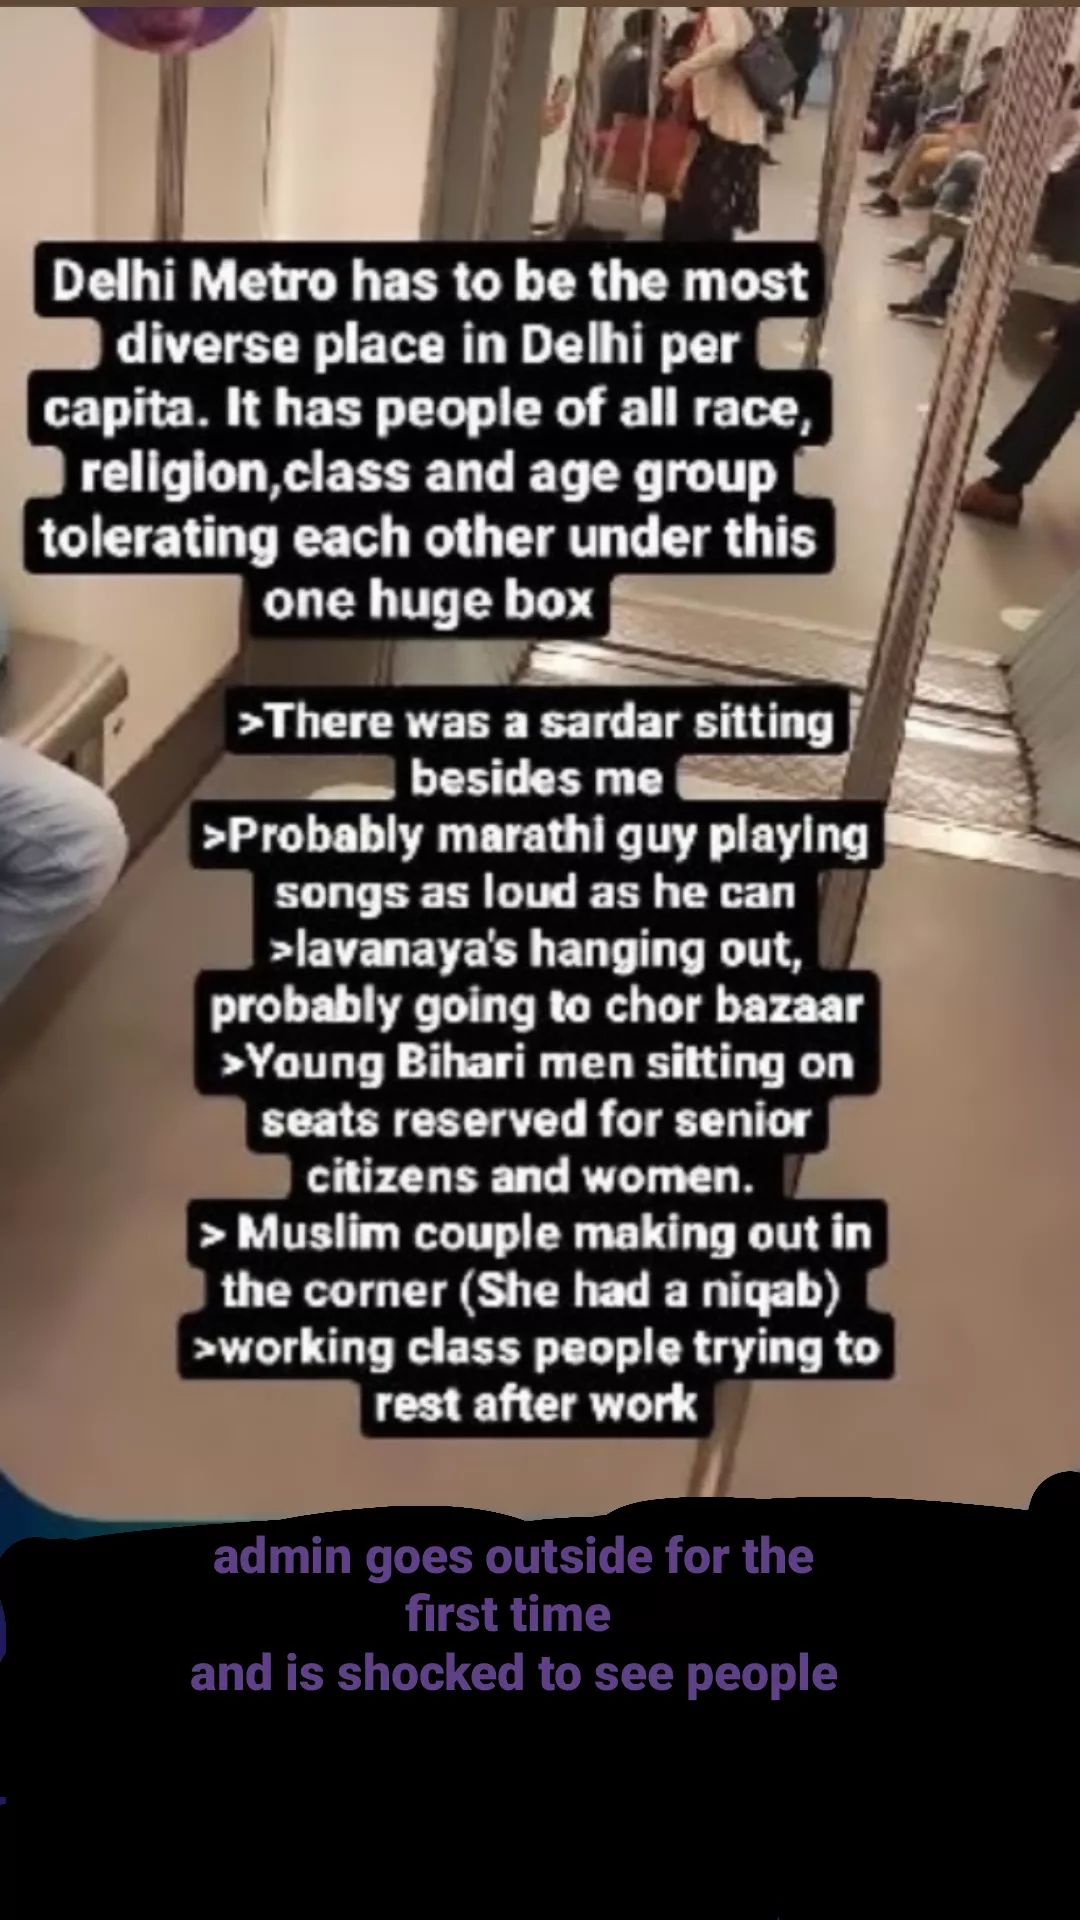 Delhi Metro has to be the most
diverse place in Delhi per
capita. It has people of all race,
religion,class and age group
tolerating each other under this
one huge box
>There was a sardar sitting
besides me
>Probably marathi guy playing
songs as loud as he can
>lavanaya's hanging out,
probably going to chor bazaar
>Young Bihari men sitting on
seats reserved for senior
citizens and women.
> Muslim couple making out in
the corner (She had a niqab)
>working class people trying to
rest after work
admin goes outside for the
first time
and is shocked to see people